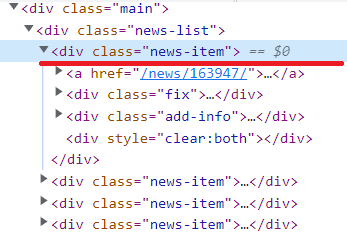 <div class="main">
<div class="news-list">
<div class="news-item"> == $0
<a href="/news/163947/">…</a>
<div class="fix">…</div>
<div class="add-info">…</div>
<div style="clear:both"></div>
</div>
<div class="news-item">…</div>
<div class="news-item">…</div>
<div class="news-item">…</div>